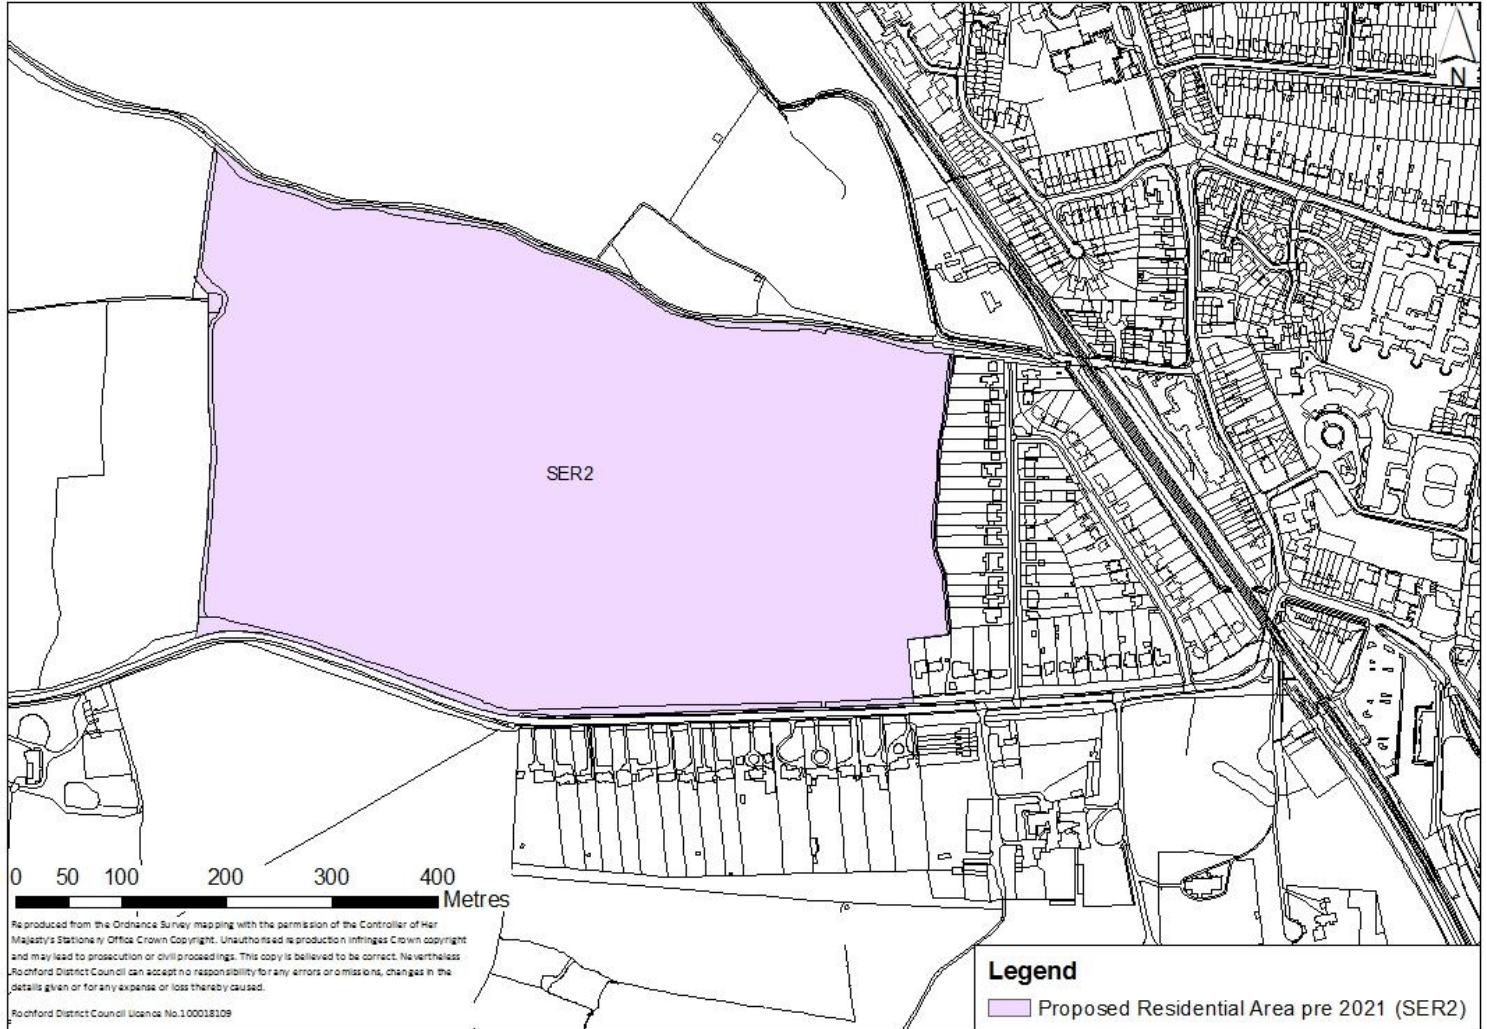 N
SER2
0 50 100 200 300 400
Metres
Reproduced from the Ordnance Survey mapping with the permission of the Controller of Her
Majesty's Stationery Office Crown Copyright. Unauthorised reproduction infringes Crown copyright
and may lead to prosecution or civil proceedings. This copy is believed to be correct. Nevertheless
Rochford District Council can accept no responsibility for any errors or omissions, changes in the
details given or for any expense or loss thereby caused.
Rochford District Council Licence No.100018109
Legend
Proposed Residential Area pre 2021 (SER2)